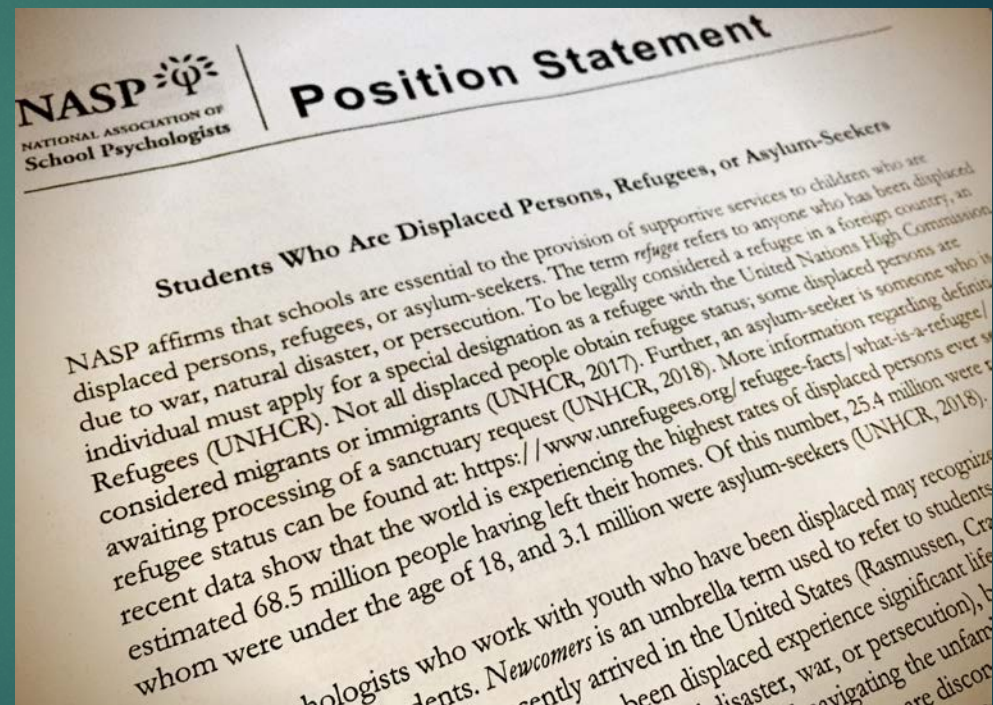 NASP
NATIONAL ASSOCIATION OF
School Psychologists
Position Statement
Students Who Are Displaced Persons, Refugees, or Asylum-Seekers
NASP affirms that schools are essential to the provision of supportive services to children who are
displaced persons, refugees, or asylum-seekers. The term refugee refers to anyone who has been displaced
due to war, natural disaster, or persecution. To be legally considered a refugee in a foreign country, an
individual must apply for a special designation as a refugee with the United Nations High Commission
Refugees (UNHCR). Not all displaced people obtain refugee status; some displaced persons are
considered migrants or immigrants (UNHCR, 2017). Further, an asylum-seeker is someone who is
awaiting processing of a sanctuary request (UNHCR, 2018). More information regarding
refugee status can be found at: https://www.unrefugees.org/refugee-facts/what-is-a-refugee/
recent data show that the world is experiencing the highest rates of displaced persons ever
estimated 68.5 million people having left their homes. Of this number, 25.4 million were
whom were under the age of 18, and 3.1 million were asylum-seekers (UNHCR, 2018).
hologists who work with youth who have been displaced may recognize
dents. Newcomers is an umbrella term used to refer to students
cently arrived in the United States (Rasmussen, Cra
been displaced experience significant life
disaster, war, or persecution), b
navigating the unfam
are discon